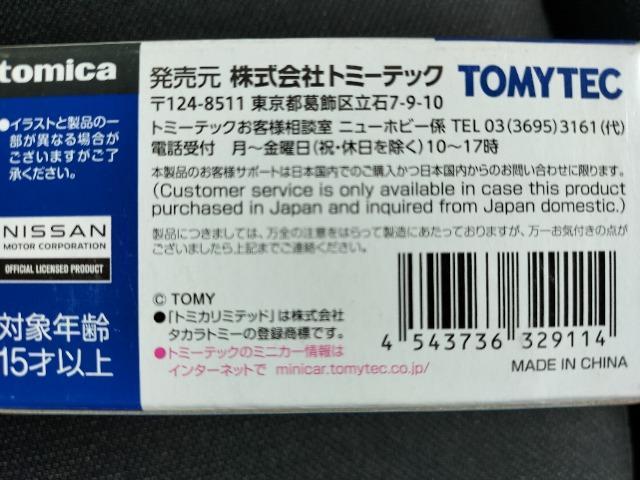 tomica
●イラストと製品の一
部が異なる場合が
ございますがご了
承ください。
NISSAN
MOTOR CORPORATION
OFFICIAL LICENSED PRODUCT
対象年齢
15才以上
発売元 株式会社トミーテック TOMYTEC
〒124-8511 東京都葛飾区立石7-9-10
トミーテックお客様相談室 ニューホビー係 TEL 03(3695)3161(代)
電話受付 月～金曜日(祝・休日を除く)10～17時
本製品のお客様サポートは日本国内でのご購入かつ日本国内からのお問い合わせに限ります。
(Customer service is only available in case this product
purchased in Japan and inquired from Japan domestic.)
製品につきましては、万全の注意をはらって製造にあたっておりますが、万一お気付きの点が
ございましたら上記までご連絡ください。
© TOMY
●「トミカリミテッド」は株式会社
タカラトミーの登録商標です。
●トミーテックのミニカー情報は
インターネットで minicar.tomytec.co.jp/
4 543736 329114
MADE IN CHINA